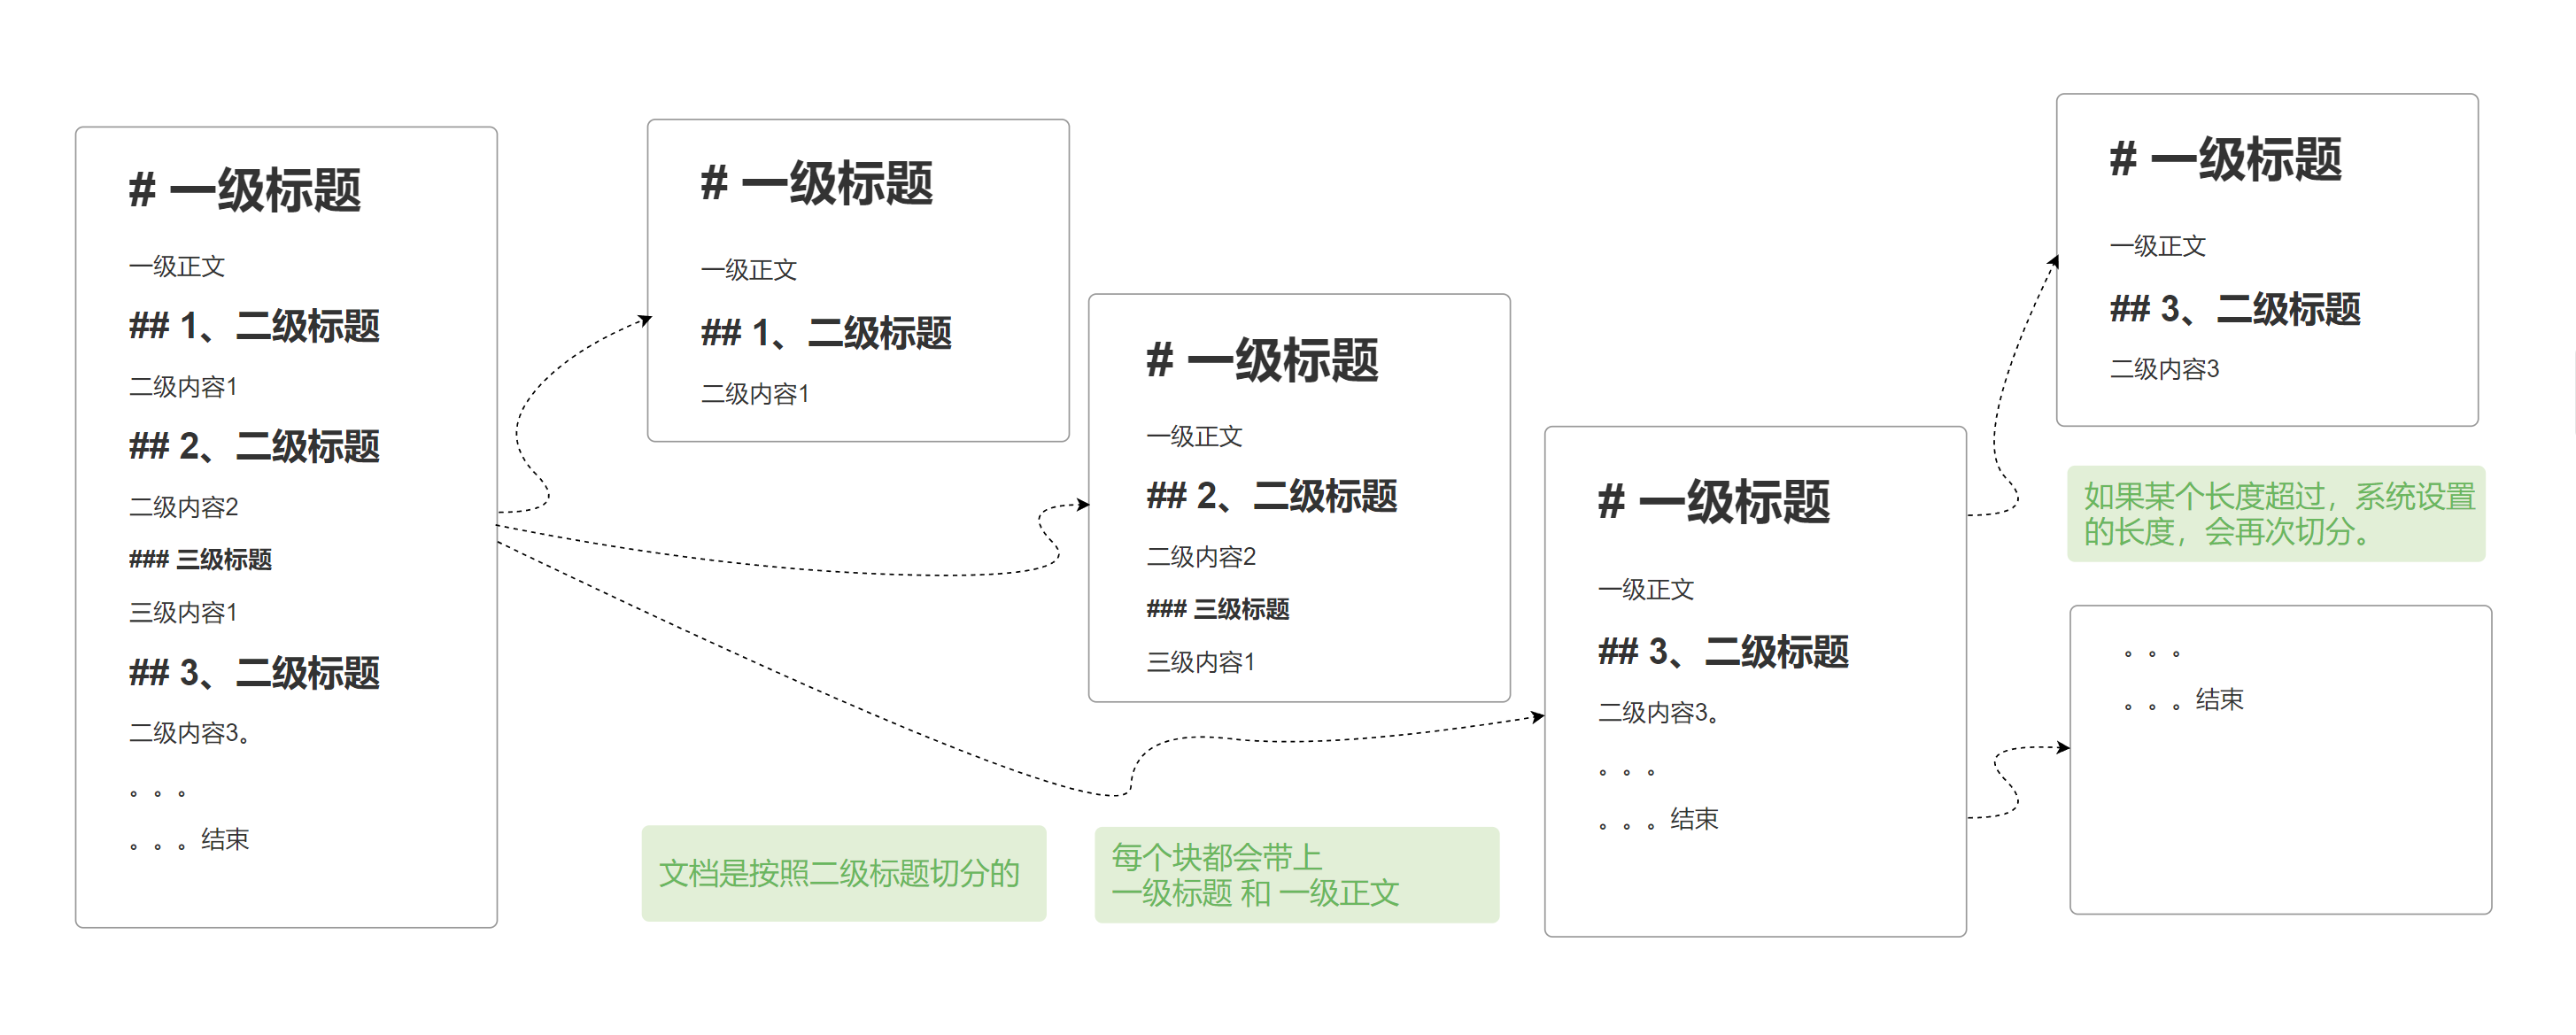 # 一级标题
一级正文
## 1、二级标题
二级内容1
## 2、二级标题
二级内容2
### 三级标题
三级内容1
## 3、二级标题
二级内容3。
。。。
。。。结束
# 一级标题
一级正文
## 1、二级标题
二级内容1
# 一级标题
一级正文
## 2、二级标题
二级内容2
### 三级标题
三级内容1
# 一级标题
一级正文
## 3、二级标题
二级内容3。
。。。
。。。结束
# 一级标题
一级正文
## 3、二级标题
二级内容3
如果某个长度超过，系统设置
的长度，会再次切分。
。。。
。。。结束
文档是按照二级标题切分的
每个块都会带上
一级标题 和 一级正文